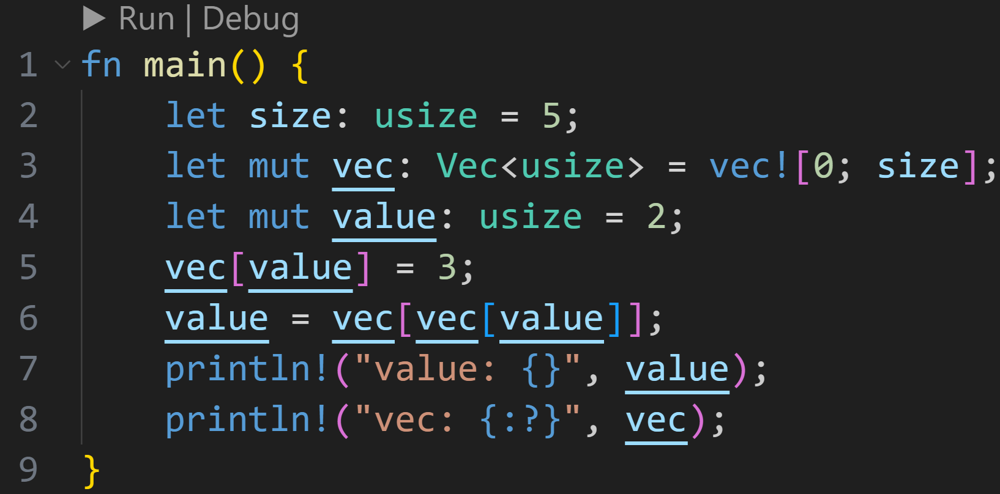 Run | Debug
1 fn main() {
2 let size: usize = 5;
3 let mut vec: Vec<usize> = vec![0; size];
4 let mut value: usize = 2;
5 vec[value] = 3;
6 value = vec[vec[value]];
7 println!("value: {}", value);
8 println!("vec: {:?}", vec);
9 }